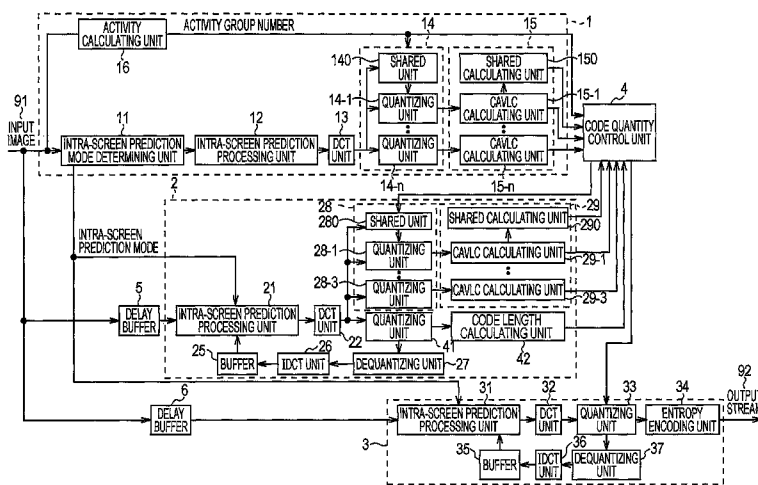 ACTIVITY CALCULATING UNIT
16
ACTIVITY GROUP NUMBER
1
14
15
140
SHARED UNIT
SHARED CALCULATING UNIT
150
91
INPUT IMAGE
11
INTRA-SCREEN PREDICTION MODE DETERMINING UNIT
12
INTRA-SCREEN PREDICTION PROCESSING UNIT
13
DCT UNIT
14-1
QUANTIZING UNIT
QUANTIZING UNIT
14-n
15-1
CAVLC CALCULATING UNIT
CAVLC CALCULATING UNIT
15-n
4
CODE QUANTITY CONTROL UNIT
2
28
280
SHARED UNIT
29
SHARED CALCULATING UNIT
290
INTRA-SCREEN PREDICTION MODE
28-1
QUANTIZING UNIT
CAVLC CALCULATING UNIT
29-1
28-3
QUANTIZING UNIT
CAVLC CALCULATING UNIT
29-3
5
DELAY BUFFER
21
INTRA-SCREEN PREDICTION PROCESSING UNIT
DCT UNIT
22
QUANTIZING UNIT
41
CODE LENGTH CALCULATING UNIT
42
25
BUFFER
26
IDCT UNIT
DEQUANTIZING UNIT
27
6
DELAY BUFFER
31
INTRA-SCREEN PREDICTION PROCESSING UNIT
32
DCT UNIT
33
QUANTIZING UNIT
34
ENTROPY ENCODING UNIT
92
OUTPUT STREAM
3
35
BUFFER
36
IDCT UNIT
DEQUANTIZING UNIT
37